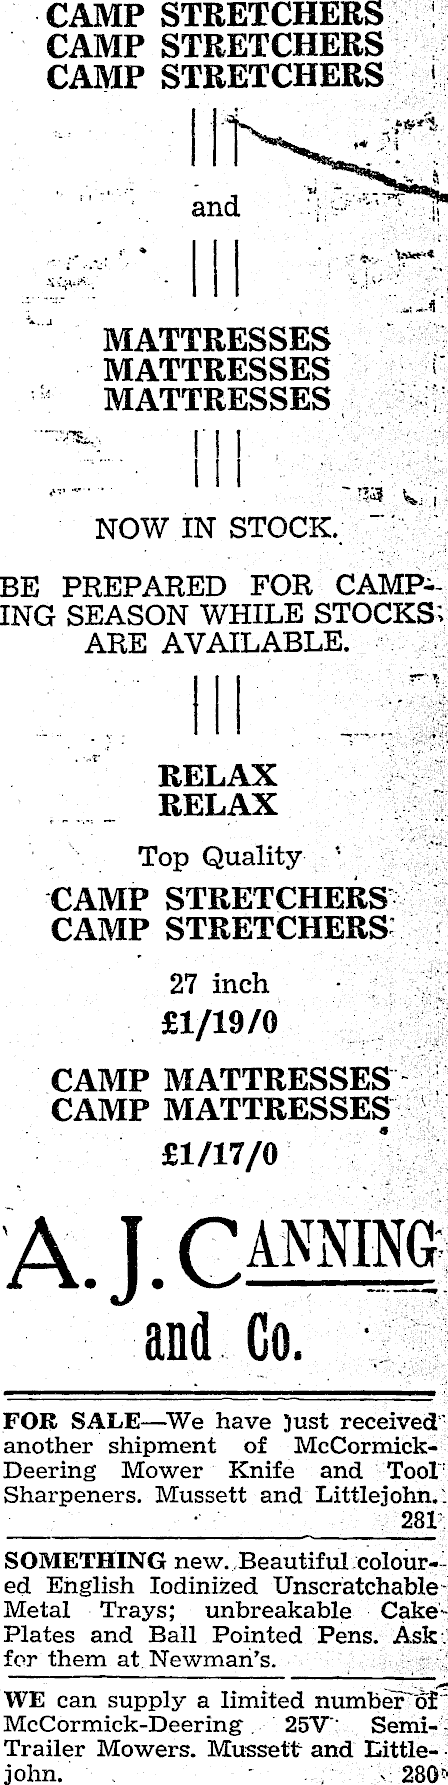 CAMP STRETCHERS
CAMP STRETCHERS
CAMP STRETCHERS
and
MATTRESSES
MATTRESSES
MATTRESSES
NOW IN STOCK.
BE PREPARED FOR CAMP-
ING SEASON WHILE STOCKS
ARE AVAILABLE.
RELAX
RELAX
Top Quality
CAMP STRETCHERS
CAMP STRETCHERS
27 inch
£1/19/0
CAMP MATTRESSES
CAMP MATTRESSES
£1/17/0
A. J. CANNING
and Co.
FOR SALE—We have just received
another shipment of McCormick-
Deering Mower Knife and Tool
Sharpeners. Mussett and Littlejohn.
281
SOMETHING new. Beautiful colour-
ed English Iodinized Unscratchable
Metal Trays; unbreakable Cake
Plates and Ball Pointed Pens. Ask
for them at Newman's.
WE can supply a limited number of
McCormick-Deering 25V Semi-
Trailer Mowers. Mussett and Little-
john. 280